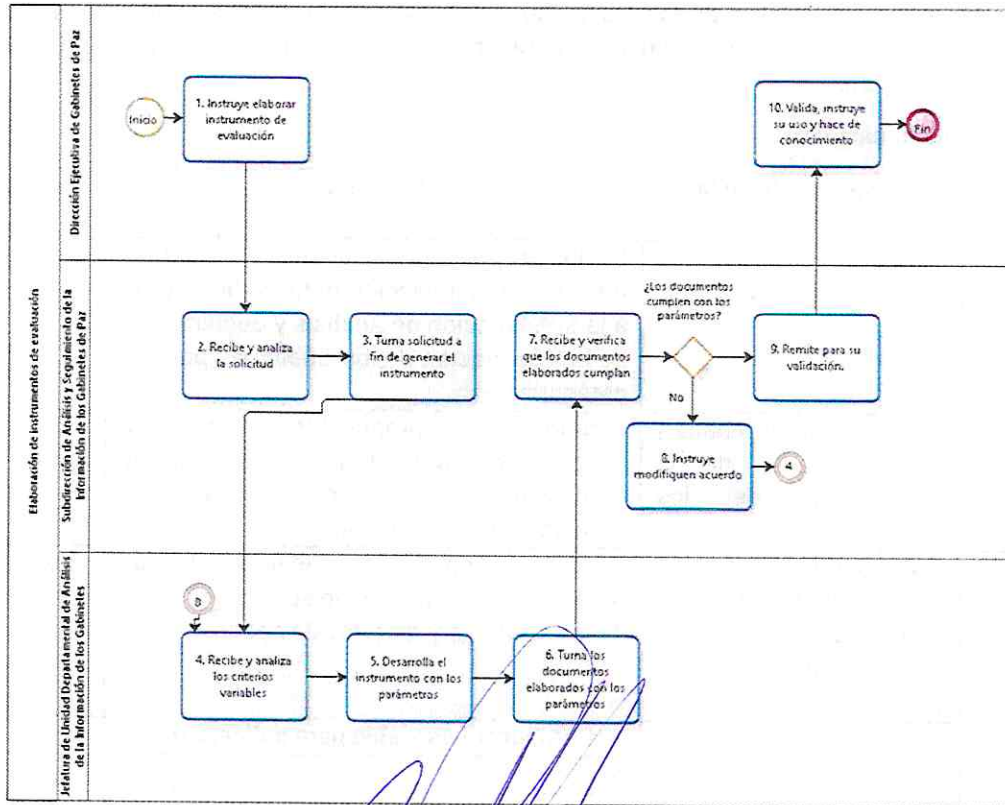 Elaboración de instrumentos de evaluación
Dirección Ejecutiva de Gabinetes de Paz
Inicio
1. Instruye elaborar
instrumento de
evaluación
10. Valida, instruye
su uso y hace de
conocimiento
Fin
Subdirección de Análisis y Seguimiento de la
Información de los Gabinetes de Paz
2. Recibe y analiza
la solicitud
3. Turna solicitud a
fin de generar el
instrumento
7. Recibe y verifica
que los documentos
elaborados cumplan
¿Los documentos
cumplen con los
parámetros?
No
9. Remite para su
validación.
8. Instruye
modifiquen acuerdo
4
Jefatura de Unidad Departamental de Análisis
de la Información de los Gabinetes
8
4. Recibe y analiza
los criterios
variables
5. Desarrolla el
instrumento con los
parámetros
6. Turna los
documentos
elaborados con los
parámetros